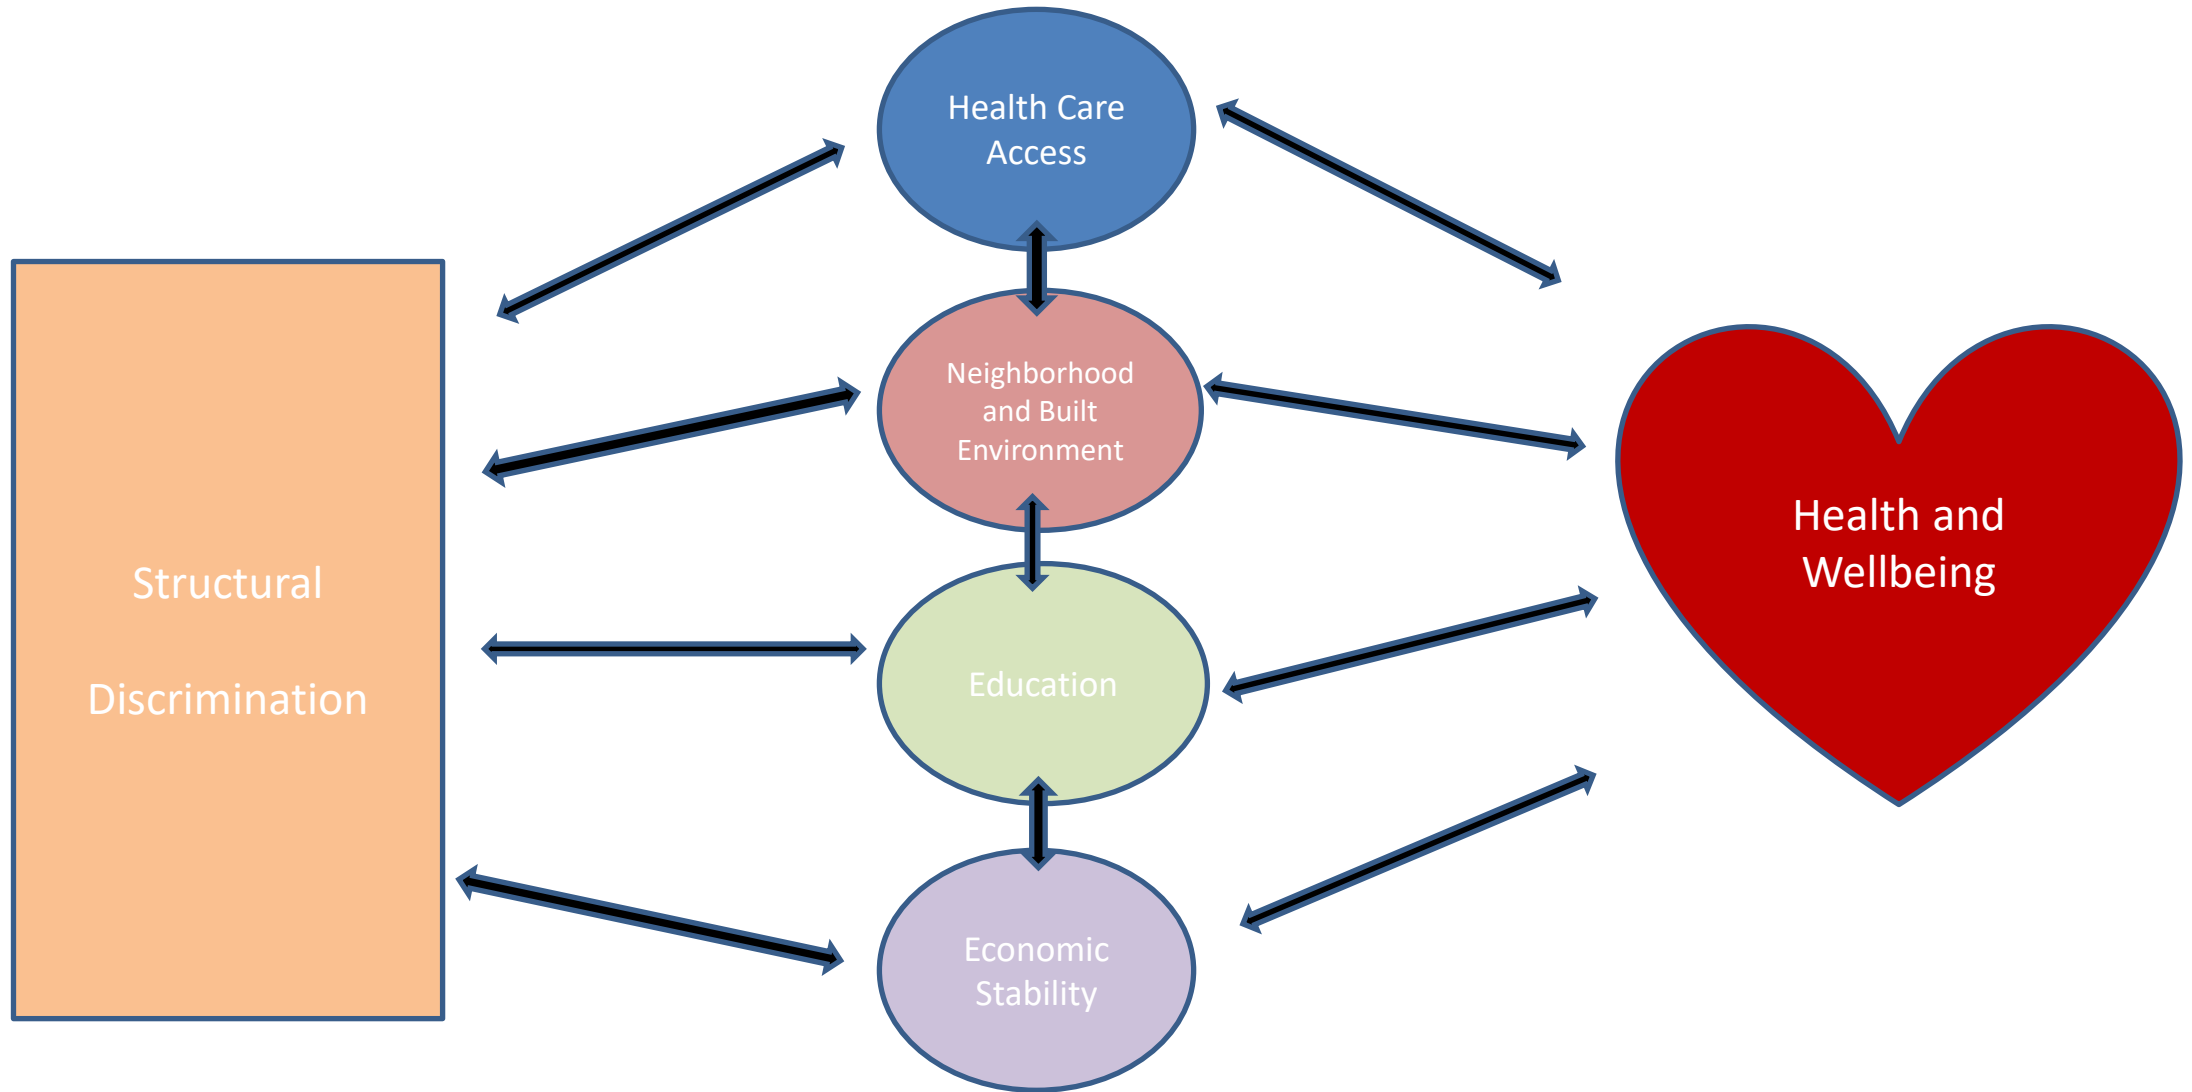 Health Care
Access
Neighborhood
and Built
Environment
Structural
Discrimination
Education
Economic
Stability
Health and
Wellbeing